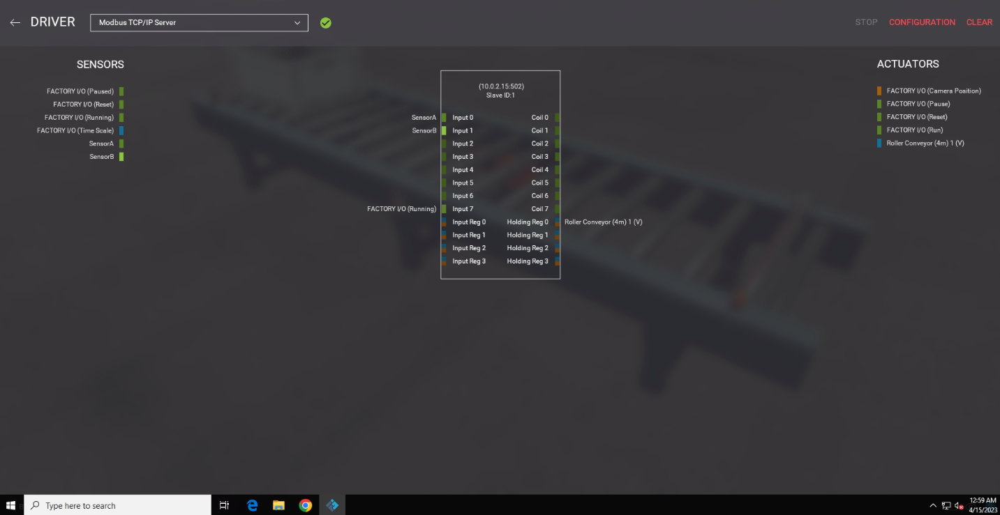 DRIVER
Modbus TCP/IP Server
STOP
CONFIGURATION
CLEAR
SENSORS
FACTORY I/O (Paused)
FACTORY I/O (Reset)
FACTORY I/O (Running)
FACTORY I/O (Time Scale)
SensorA
SensorB
(10.0.2.15:502)
Slave ID:1
SensorA Input 0 Coil 0
SensorB Input 1 Coil 1
Input 2 Coil 2
Input 3 Coil 3
Input 4 Coil 4
Input 5 Coil 5
Input 6 Coil 6
FACTORY I/O (Running) Input 7 Coil 7
Input Reg 0 Holding Reg 0 Roller Conveyor (4m) 1 (V)
Input Reg 1 Holding Reg 1
Input Reg 2 Holding Reg 2
Input Reg 3 Holding Reg 3
ACTUATORS
FACTORY I/O (Camera Position)
FACTORY I/O (Pause)
FACTORY I/O (Reset)
FACTORY I/O (Run)
Roller Conveyor (4m) 1 (V)
Type here to search
12:59 AM
4/15/2023